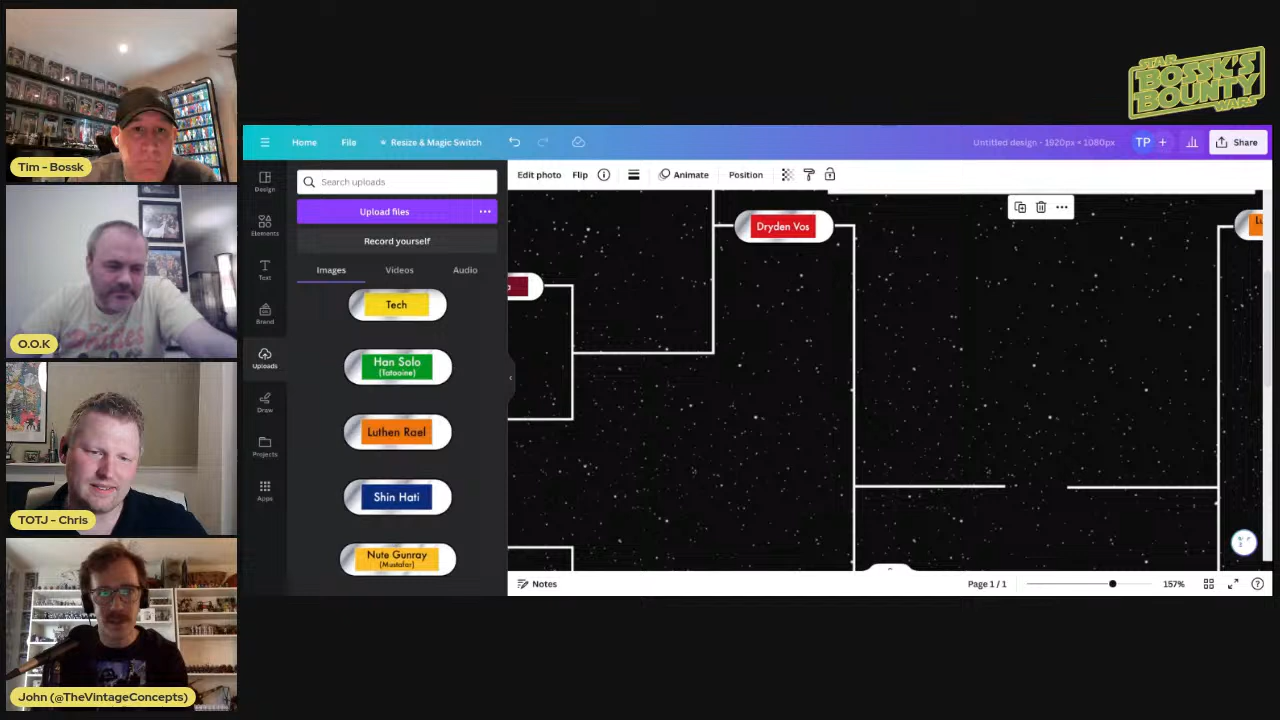 STAR
BOSSK'S
BOUNTY
WARS
Tim - Bossk
O.O.K
TOTJ - Chris
John (@TheVintageConcepts)
Home
File
Resize & Magic Switch
Untitled design - 1920px × 1080px
TP
+
Share
Design
Elements
Text
Brand
Uploads
Draw
Projects
Apps
Search uploads
Upload files
Record yourself
Images
Videos
Audio
Tech
Han Solo
(Tatooine)
Luthen Rael
Shin Hati
Nute Gunray
(Mustafar)
Edit photo
Flip
Animate
Position
Dryden Vos
Notes
Page 1 / 1
157%